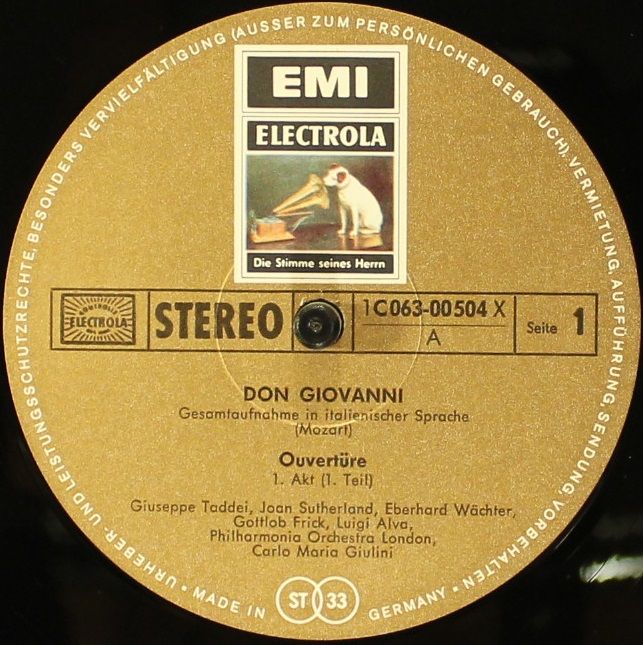 URHEBER- UND LEISTUNGSSCHUTZRECHTE, BESONDERS VERVIELFÄLTIGUNG (AUSSER ZUM PERSÖNLICHEN GEBRAUCH), VERMIETUNG, AUFFÜHRUNG, SENDUNG, VORBEHALTEN •
EMI
ELECTROLA
Die Stimme seines Herrn
ELECTROLA
STEREO
1C063-00504 X
A
Seite 1
DON GIOVANNI
Gesamtaufnahme in italienischer Sprache
(Mozart)
Ouvertüre
1. Akt (1. Teil)
Giuseppe Taddei, Joan Sutherland, Eberhard Wächter,
Gottlob Frick, Luigi Alva,
Philharmonia Orchestra London,
Carlo Maria Giulini
• MADE IN GERMANY •
ST 33